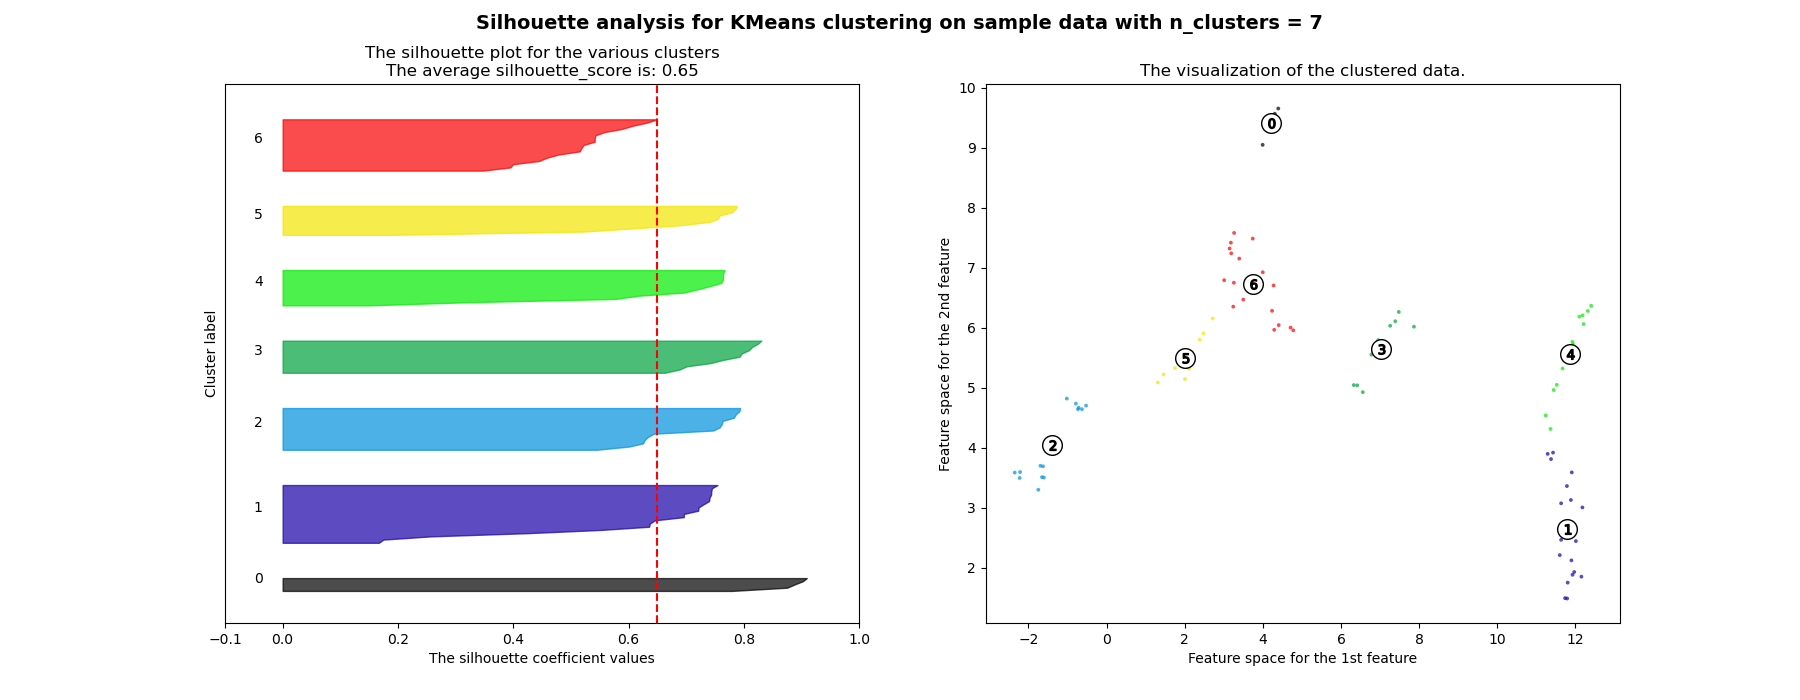 Silhouette analysis for KMeans clustering on sample data with n_clusters = 7
The silhouette plot for the various clusters
The average silhouette_score is: 0.65
6
5
4
3
2
1
0
Cluster label
−0.1 0.0 0.2 0.4 0.6 0.8 1.0
The silhouette coefficient values
The visualization of the clustered data.
10
9
8
7
6
5
4
3
2
Feature space for the 2nd feature
0
6
5
3
4
2
1
−2 0 2 4 6 8 10 12
Feature space for the 1st feature